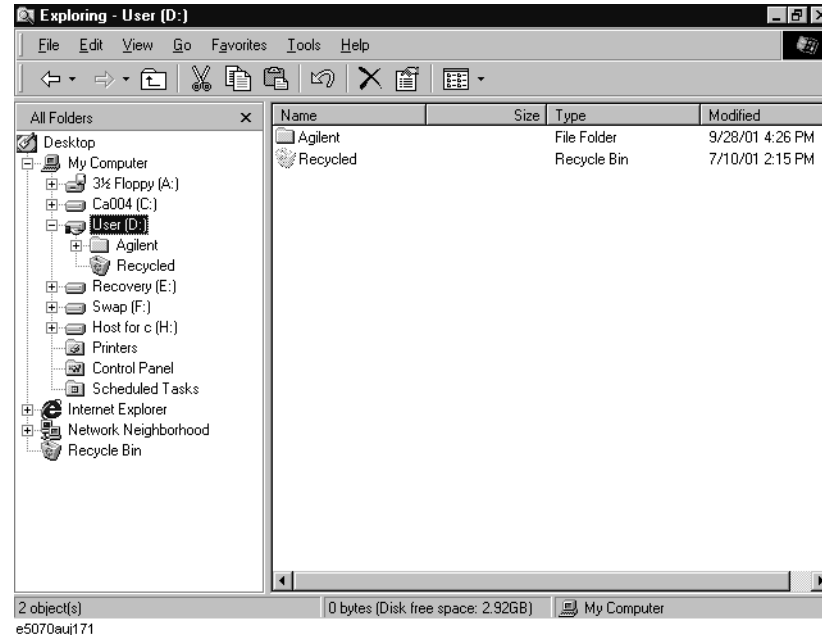 Exploring - User (D:)
File Edit View Go Favorites Tools Help
All Folders
Name Size Type Modified
Agilent File Folder 9/28/01 4:26 PM
Recycled Recycle Bin 7/10/01 2:15 PM
Desktop
My Computer
3½ Floppy (A:)
Ca004 (C:)
User (D:)
Agilent
Recycled
Recovery (E:)
Swap (F:)
Host for c (H:)
Printers
Control Panel
Scheduled Tasks
Internet Explorer
Network Neighborhood
Recycle Bin
2 object(s) 0 bytes (Disk free space: 2.92GB) My Computer
e5070auj171